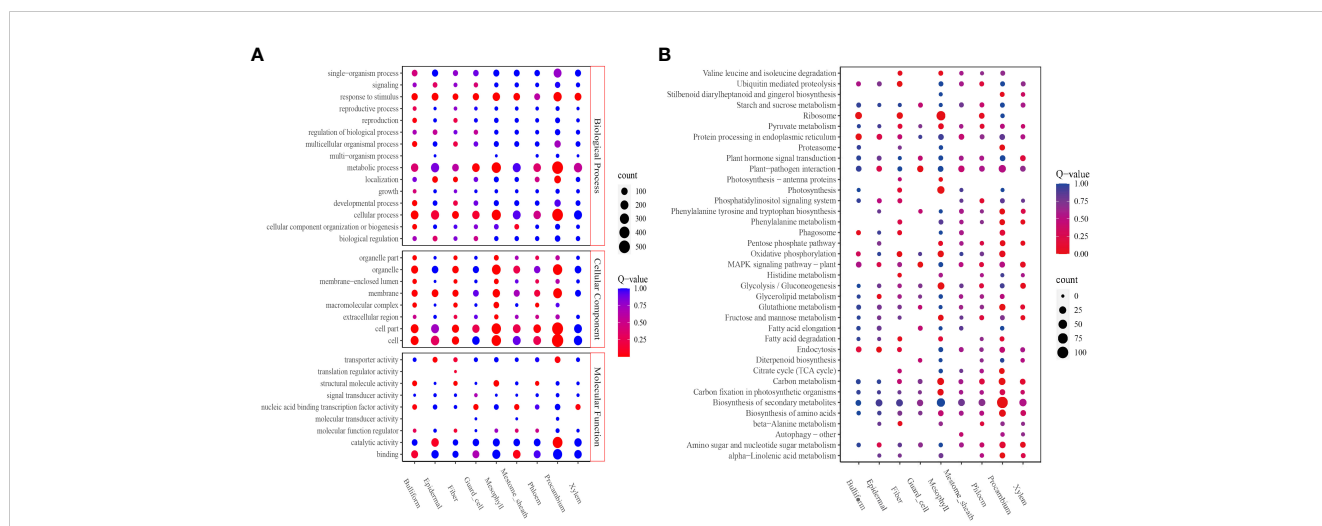 A
single−organism process
signaling
response to stimulus
reproductive process
reproduction
regulation of biological process
multicellular organismal process
multi−organism process
metabolic process
localization
growth
developmental process
cellular process
cellular component organization or biogenesis
biological regulation
Biological Process
organelle part
organelle
membrane−enclosed lumen
membrane
macromolecular complex
extracellular region
cell part
cell
Cellular Component
transporter activity
translation regulator activity
structural molecule activity
signal transducer activity
nucleic acid binding transcription factor activity
molecular transducer activity
molecular function regulator
catalytic activity
binding
Molecular Function
Bulliform
Epidermal
Fiber
Guard_cell
Mesophyll
Mestome_sheath
Phloem
Procambium
Xylem
count
100
200
300
400
500
Q−value
1.00
0.75
0.50
0.25
B
Valine leucine and isoleucine degradation
Ubiquitin mediated proteolysis
Stilbenoid diarylheptanoid and gingerol biosynthesis
Starch and sucrose metabolism
Ribosome
Pyruvate metabolism
Protein processing in endoplasmic reticulum
Proteasome
Plant hormone signal transduction
Plant−pathogen interaction
Photosynthesis − antenna proteins
Photosynthesis
Phosphatidylinositol signaling system
Phenylalanine tyrosine and tryptophan biosynthesis
Phenylalanine metabolism
Phagosome
Pentose phosphate pathway
Oxidative phosphorylation
MAPK signaling pathway − plant
Histidine metabolism
Glycolysis / Gluconeogenesis
Glycerolipid metabolism
Glutathione metabolism
Fructose and mannose metabolism
Fatty acid elongation
Fatty acid degradation
Endocytosis
Diterpenoid biosynthesis
Citrate cycle (TCA cycle)
Carbon metabolism
Carbon fixation in photosynthetic organisms
Biosynthesis of secondary metabolites
Biosynthesis of amino acids
beta−Alanine metabolism
Autophagy − other
Amino sugar and nucleotide sugar metabolism
alpha−Linolenic acid metabolism
Bulliform
Epidermal
Fiber
Guard_cell
Mesophyll
Mestome_sheath
Phloem
Procambium
Xylem
Q−value
1.00
0.75
0.50
0.25
0.00
count
0
25
50
75
100